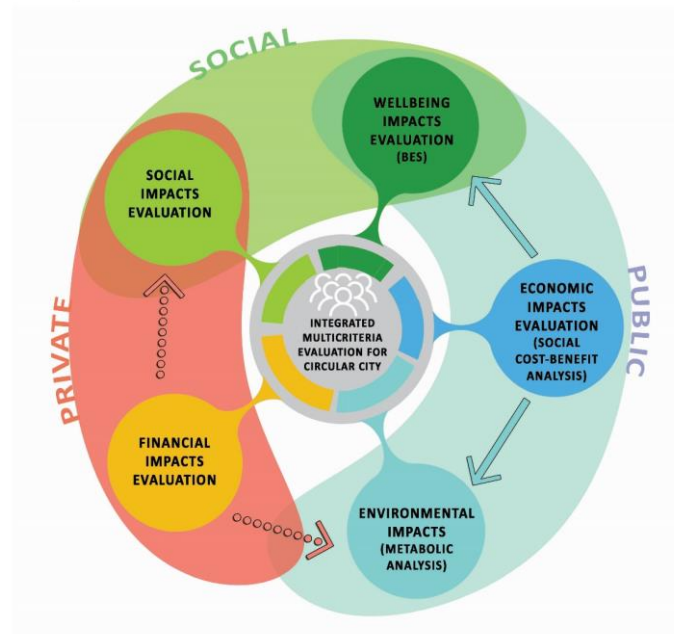 SOCIAL
WELLBEING
IMPACTS
EVALUATION
(BES)
SOCIAL
IMPACTS
EVALUATION
PUBLIC
ECONOMIC
IMPACTS
EVALUATION
(SOCIAL
COST-BENEFIT
ANALYSIS)
INTEGRATED
MULTICRITERIA
EVALUATION FOR
CIRCULAR CITY
PRIVATE
FINANCIAL
IMPACTS
EVALUATION
ENVIRONMENTAL
IMPACTS
(METABOLIC
ANALYSIS)